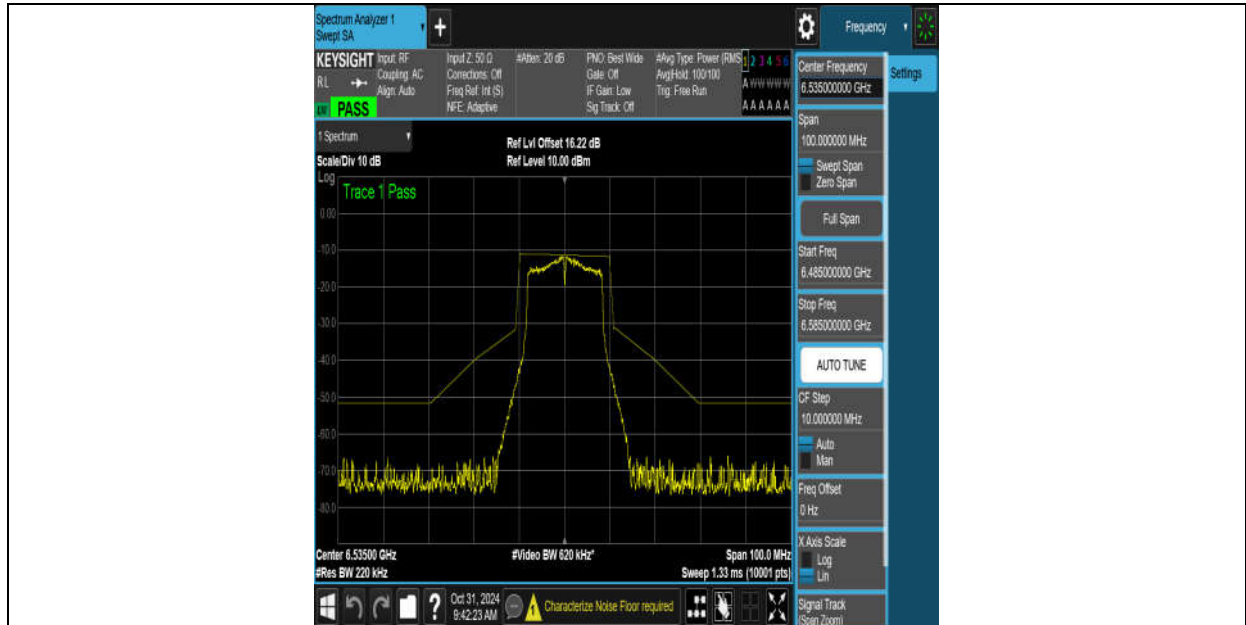 Spectrum Analyzer 1
Swept SA
+
Frequency
KEYSIGHT
RL
PASS
Input: RF
Coupling: AC
Align: Auto
Input Z: 50 Ω
Corrections: Off
Freq Ref: Int (S)
NFE: Adaptive
#Atten: 20 dB
PNO: Best Wide
Gate: Off
IF Gain: Low
Sig Track: Off
#Avg Type: Power (RMS
Avg|Hold: 100/100
Trig: Free Run
1 2 3 4 5 6
A W W W W W
A A A A A A
1 Spectrum
Scale/Div 10 dB
Ref Lvl Offset 16.22 dB
Ref Level 10.00 dBm
Log
Trace 1 Pass
0.00
-10.0
-20.0
-30.0
-40.0
-50.0
-60.0
-70.0
-80.0
Center 6.53500 GHz
#Res BW 220 kHz
#Video BW 620 kHz*
Span 100.0 MHz
Sweep 1.33 ms (10001 pts)
Center Frequency
6.535000000 GHz
Settings
Span
100.000000 MHz
Swept Span
Zero Span
Full Span
Start Freq
6.485000000 GHz
Stop Freq
6.585000000 GHz
AUTO TUNE
CF Step
10.000000 MHz
Auto
Man
Freq Offset
0 Hz
X Axis Scale
Log
Lin
Signal Track
(Span Zoom)
?
Oct 31, 2024
9:42:23 AM
Characterize Noise Floor required